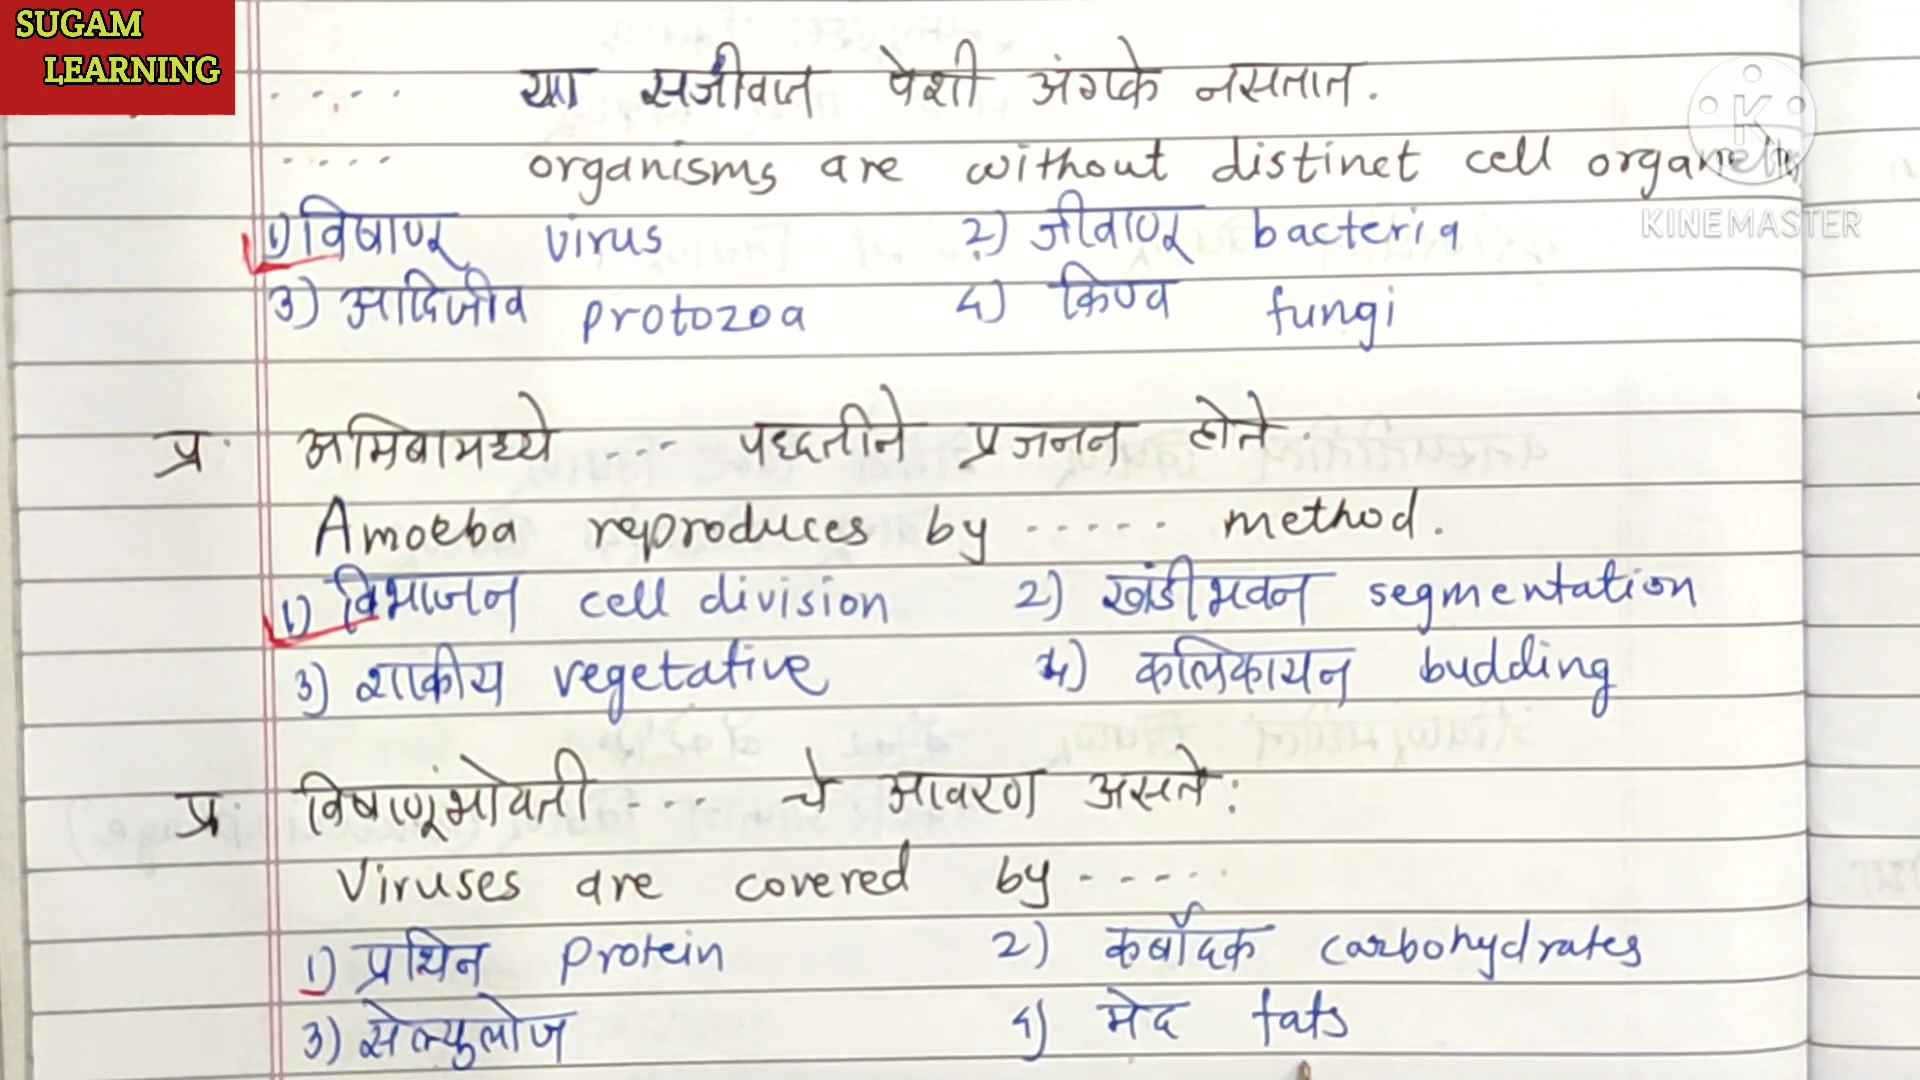 SUGAM
LEARNING
.... या सजीवात पेशी अंगके नसतात.
..... organisms are without distinet cell
1) विषाणू virus 2) जीवाणू bacteria
3) आदिजीव protozoa 4) किण्व fungi
प्र. अमिबामध्ये ... पद्धतीने प्रजनन होते.
Amoeba reproduces by ..... method.
1) विभाजन cell division 2) खंडीभवन segmentation
3) शाकीय vegetative 4) कलिकायन budding
प्र. विषाणूंभोवती .... चे आवरण असते.
Viruses are covered by .....
1) प्रथिन protein 2) कर्बोदक carbohydrates
3) सेल्युलोज 4) मेद fats
K
KINEMASTER